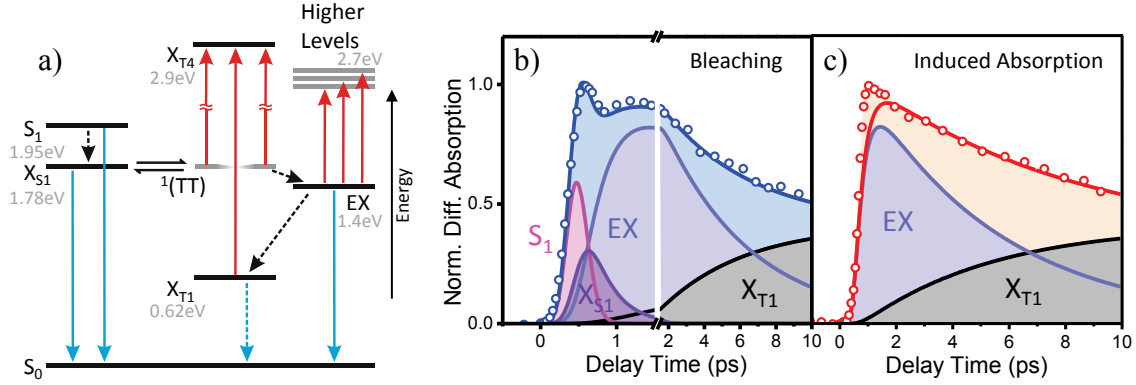 a)
Higher
Levels
X_T4
2.9eV
2.7eV
S_1
1.95eV
X_S1
1.78eV
^1(TT)
EX
1.4eV
Energy
X_T1
0.62eV
S_0
b)
Bleaching
Norm. Diff. Absorption
1.0
0.5
0.0
S_1
EX
X_S1
X_T1
0 1 2 4 6 8 10
Delay Time (ps)
c)
Induced Absorption
EX
X_T1
0 2 4 6 8 10
Delay Time (ps)